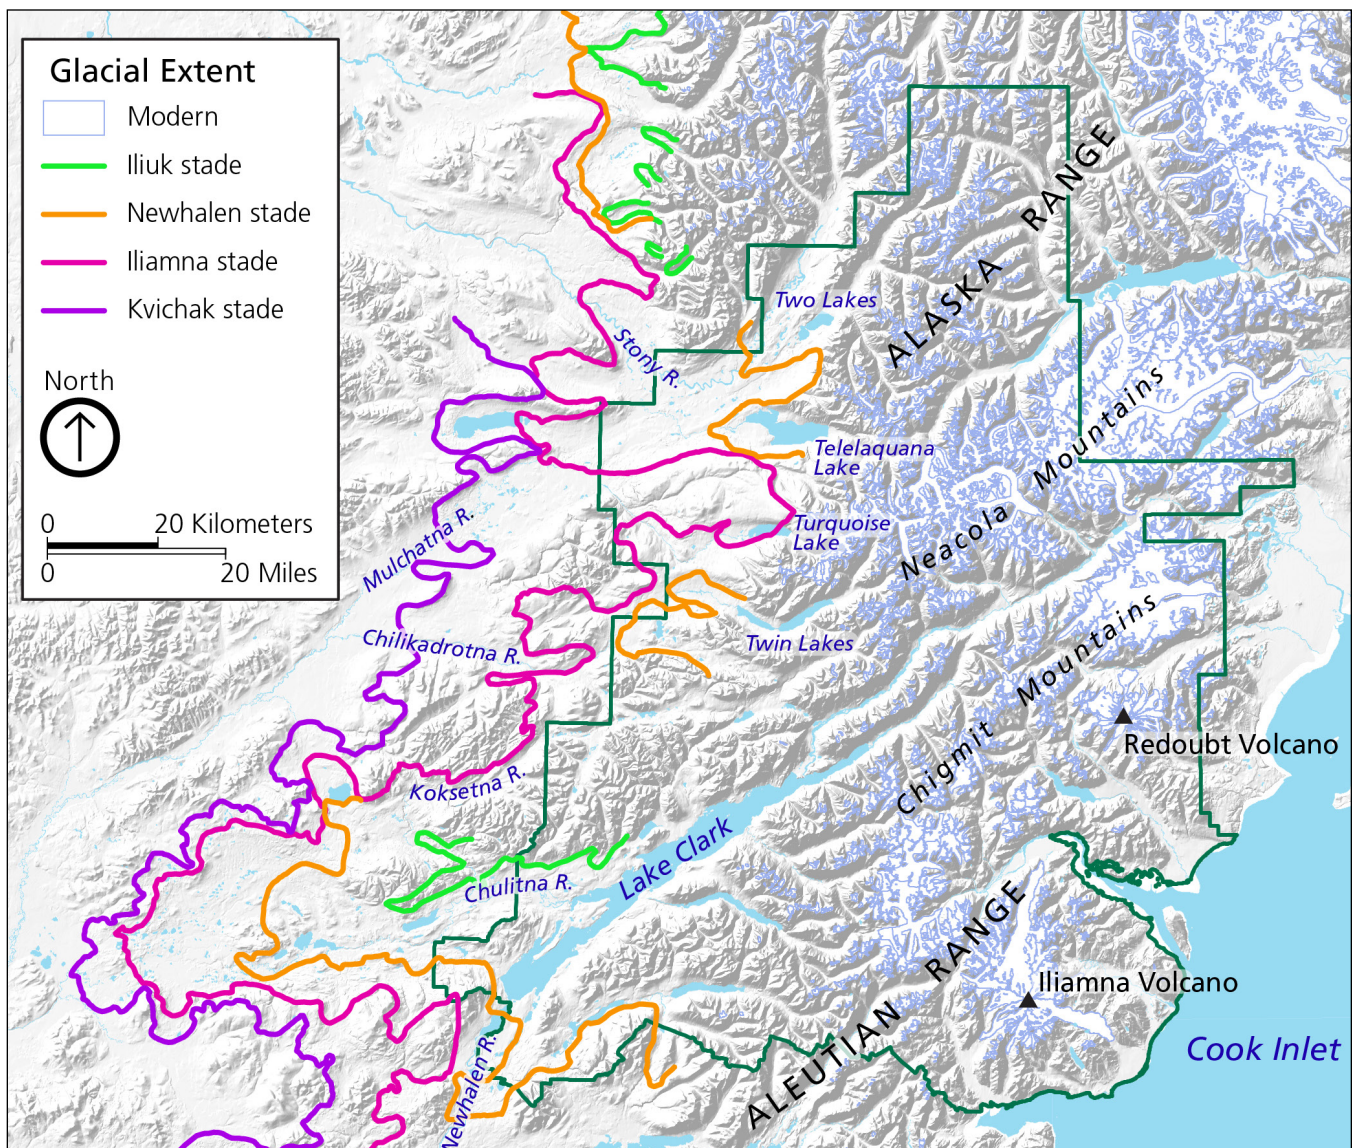 Glacial Extent
Modern
Iliuk stade
Newhalen stade
Iliamna stade
Kvichak stade
North
0 20 Kilometers
0 20 Miles
ALASKA RANGE
Two Lakes
Stony R.
Telelaquana
Lake
Neacola Mountains
Turquoise
Lake
Mulchatna R.
Chilikadrotna R.
Twin Lakes
Chigmit Mountains
Redoubt Volcano
Koksetna R.
Lake Clark
Chulitna R.
ALEUTIAN RANGE
Iliamna Volcano
Cook Inlet
Newhalen R.